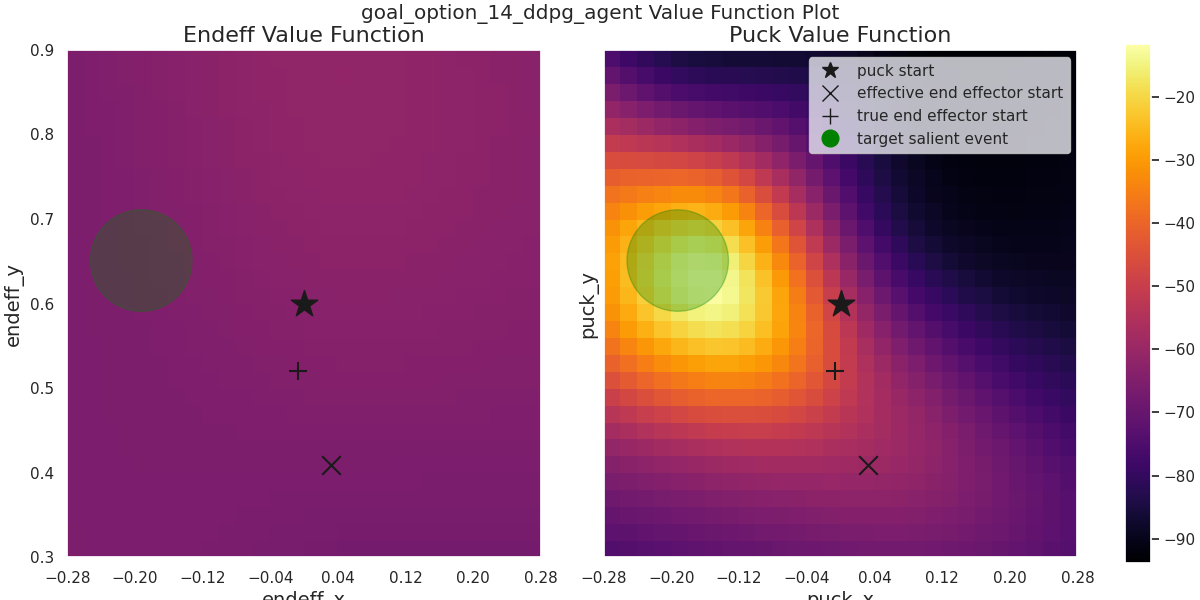 goal_option_14_ddpg_agent Value Function Plot
Endeff Value Function
Puck Value Function
0.9
0.8
0.7
0.6
0.5
0.4
0.3
endeff_y
−0.28 −0.20 −0.12 −0.04 0.04 0.12 0.20 0.28
endeff_x
puck_y
puck start
effective end effector start
true end effector start
target salient event
−0.28 −0.20 −0.12 −0.04 0.04 0.12 0.20 0.28
puck_x
−20
−30
−40
−50
−60
−70
−80
−90